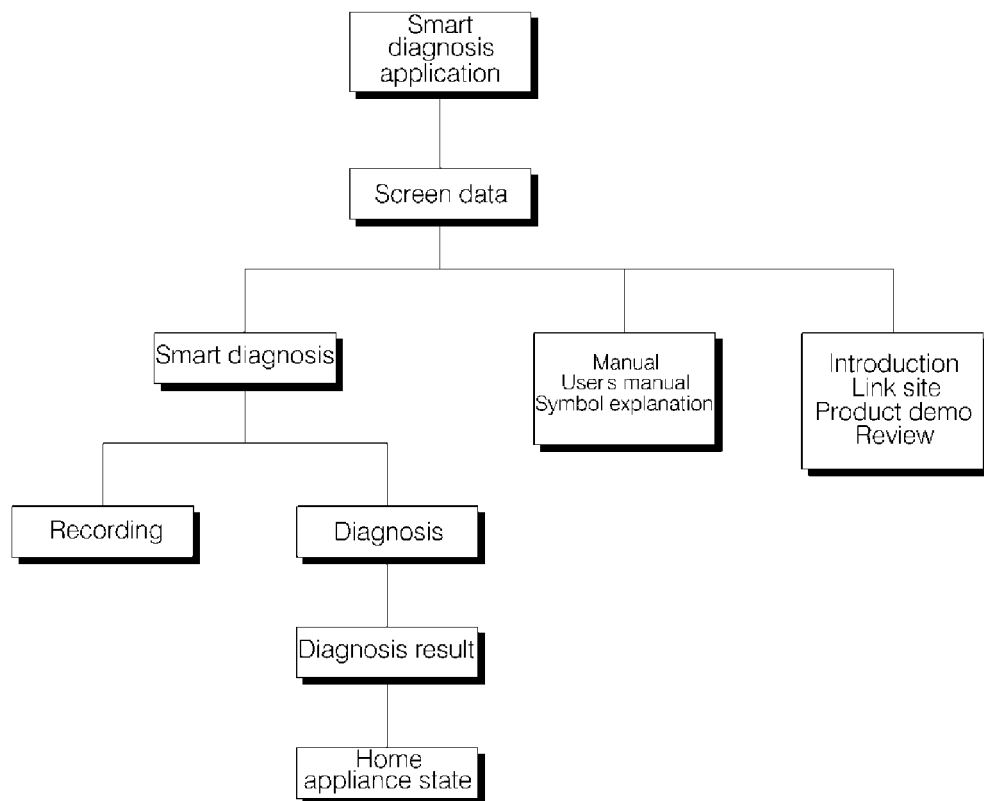 Smart
diagnosis
application
Screen data
Smart diagnosis
Manual
User's manual
Symbol explanation
Introduction
Link site
Product demo
Review
Recording
Diagnosis
Diagnosis result
Home
appliance state